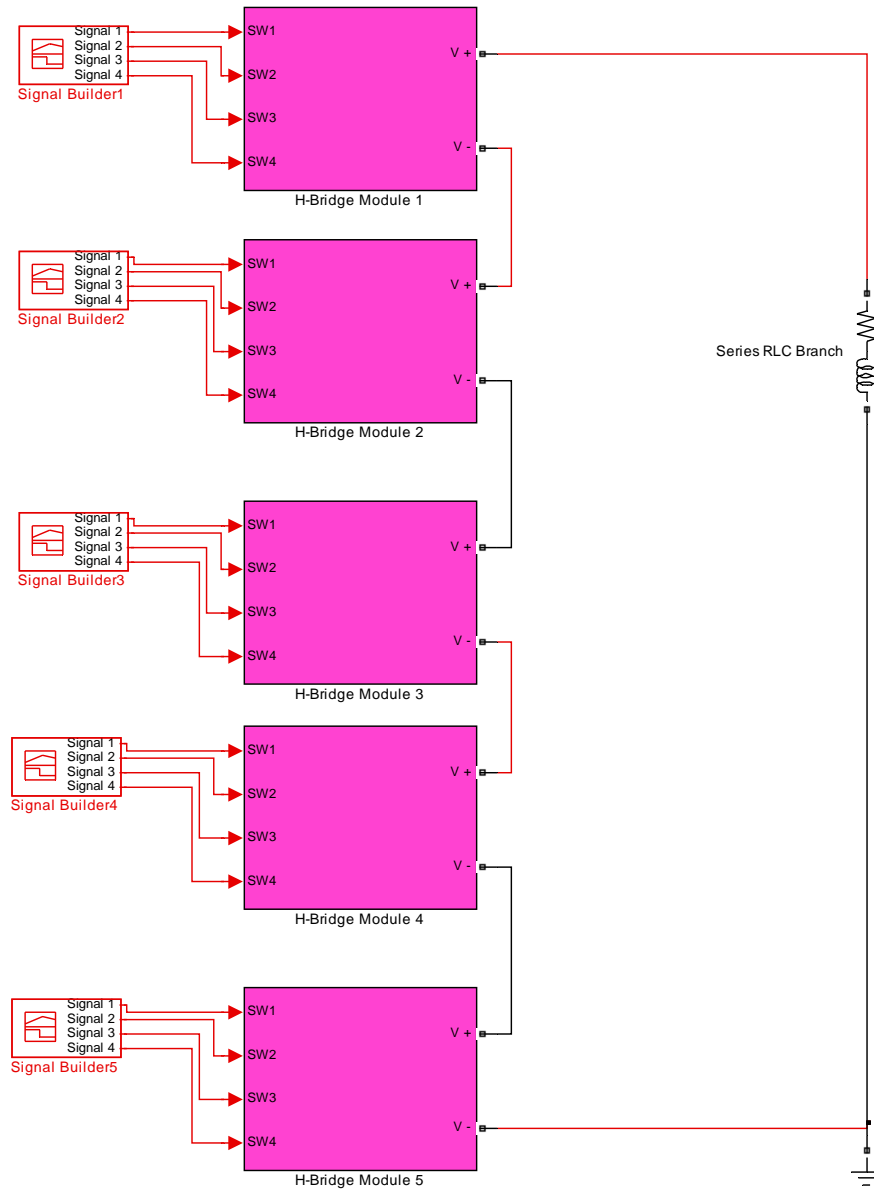 Signal 1
Signal 2
Signal 3
Signal 4
Signal Builder1
SW1
SW2
SW3
SW4
V +
V -
H-Bridge Module 1
Signal 1
Signal 2
Signal 3
Signal 4
Signal Builder2
SW1
SW2
SW3
SW4
V +
V -
H-Bridge Module 2
Series RLC Branch
Signal 1
Signal 2
Signal 3
Signal 4
Signal Builder3
SW1
SW2
SW3
SW4
V +
V -
H-Bridge Module 3
Signal 1
Signal 2
Signal 3
Signal 4
Signal Builder4
SW1
SW2
SW3
SW4
V +
V -
H-Bridge Module 4
Signal 1
Signal 2
Signal 3
Signal 4
Signal Builder5
SW1
SW2
SW3
SW4
V +
V -
H-Bridge Module 5